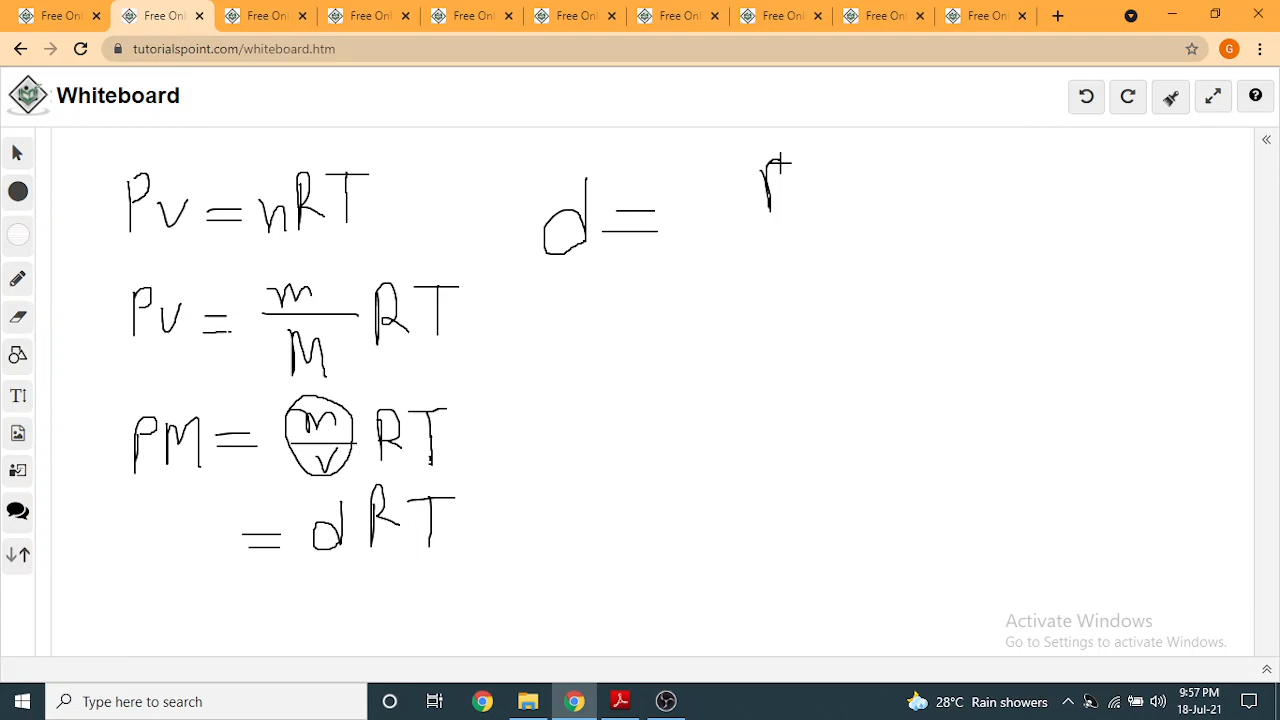 Free Onl
Free Onl
Free Onl
Free Onl
Free Onl
Free Onl
Free Onl
Free Onl
Free Onl
Free Onl
tutorialspoint.com/whiteboard.htm
G
Whiteboard
PV = nRT
d =
PV = m/M RT
PM = m/V RT
= dRT
Activate Windows
Go to Settings to activate Windows.
Type here to search
28°C Rain showers
9:57 PM
18-Jul-21